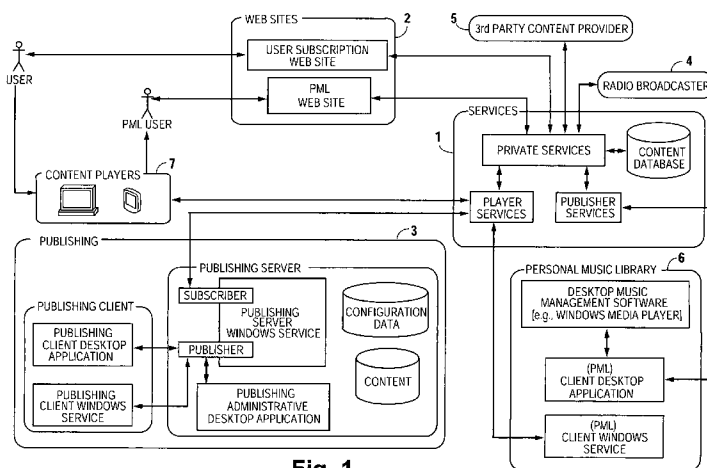 WEB SITES
2
USER SUBSCRIPTION
WEB SITE
PML
WEB SITE
5
3rd PARTY CONTENT PROVIDER
4
RADIO BROADCASTER
USER
PML USER
SERVICES
1
PRIVATE SERVICES
CONTENT
DATABASE
PLAYER
SERVICES
PUBLISHER
SERVICES
CONTENT PLAYERS
7
PUBLISHING
3
PUBLISHING SERVER
SUBSCRIBER
PUBLISHING
SERVER
WINDOWS SERVICE
PUBLISHER
CONFIGURATION
DATA
CONTENT
PUBLISHING
ADMINISTRATIVE
DESKTOP APPLICATION
PUBLISHING CLIENT
PUBLISHING
CLIENT DESKTOP
APPLICATION
PUBLISHING
CLIENT WINDOWS
SERVICE
PERSONAL MUSIC LIBRARY
6
DESKTOP MUSIC
MANAGEMENT SOFTWARE
[e.g., WINDOWS MEDIA PLAYER]
(PML)
CLIENT DESKTOP
APPLICATION
(PML)
CLIENT WINDOWS
SERVICE
Fig. 1